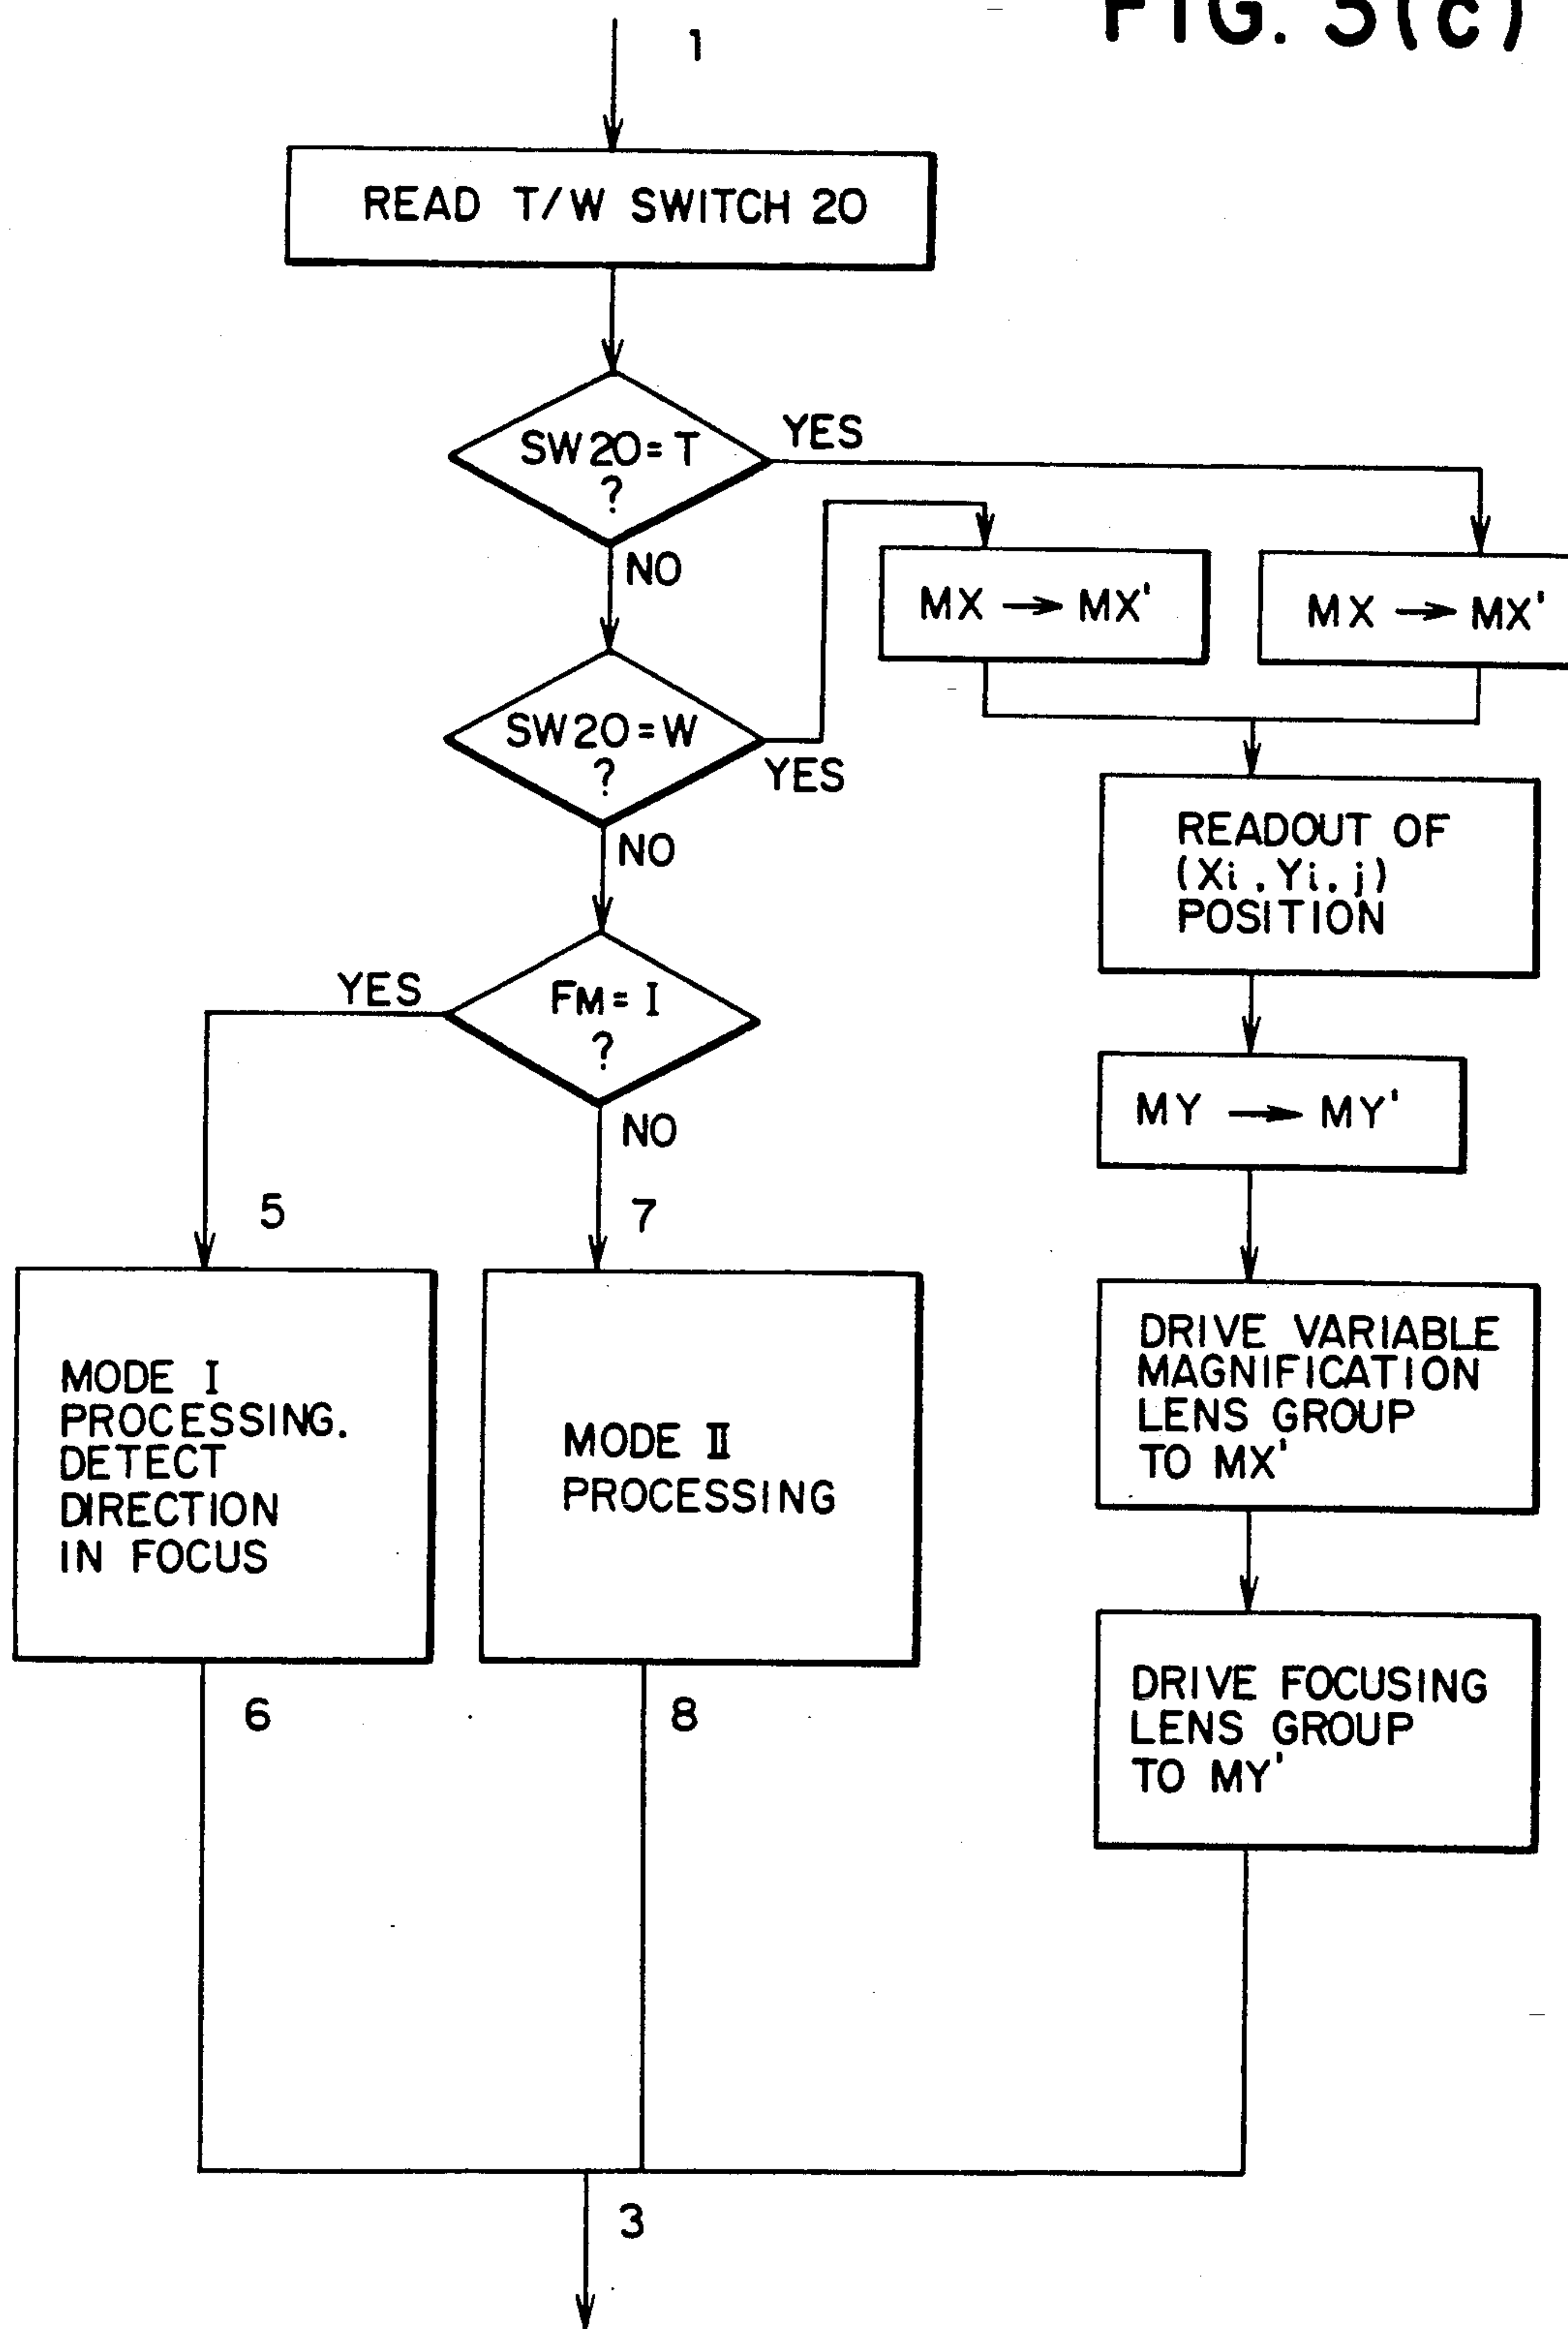 FIG. 5(c)
1
READ T/W SWITCH 20
SW20=T
?
YES
NO
MX → MX'
MX → MX'
SW20=W
?
YES
NO
READOUT OF
(Xi. Yi. j)
POSITION
FM= I
?
YES
NO
MY → MY'
5
7
MODE I
PROCESSING.
DETECT
DIRECTION
IN FOCUS
MODE II
PROCESSING
DRIVE VARIABLE
MAGNIFICATION
LENS GROUP
TO MX'
6
8
DRIVE FOCUSING
LENS GROUP
TO MY'
3